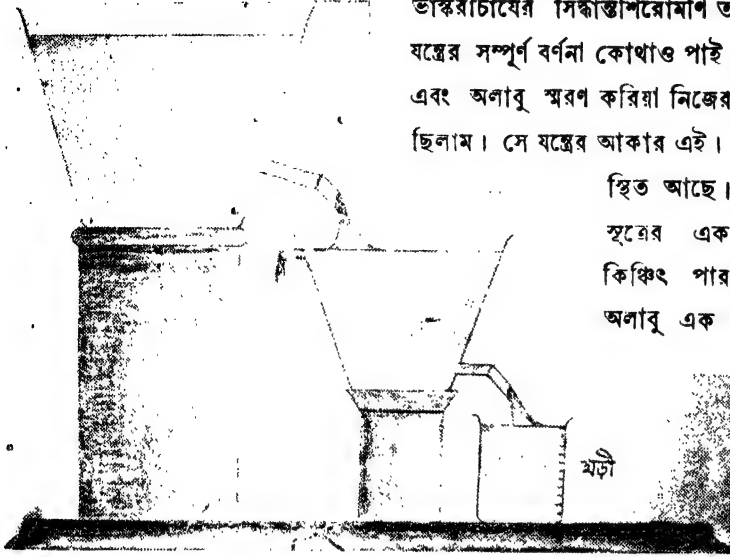 ভাস্করাচার্যের সিদ্ধান্তশিরোমণি ত
যন্ত্রের সম্পূর্ণ বর্ণনা কোথাও পাই
এবং অলাবু স্মরণ করিয়া নিজের
ছিলাম। সে যন্ত্রের আকার এই।
স্থিত আছে।
সূত্রের এক
কিঞ্চিৎ পার
অলাবু এক
ঘড়ী